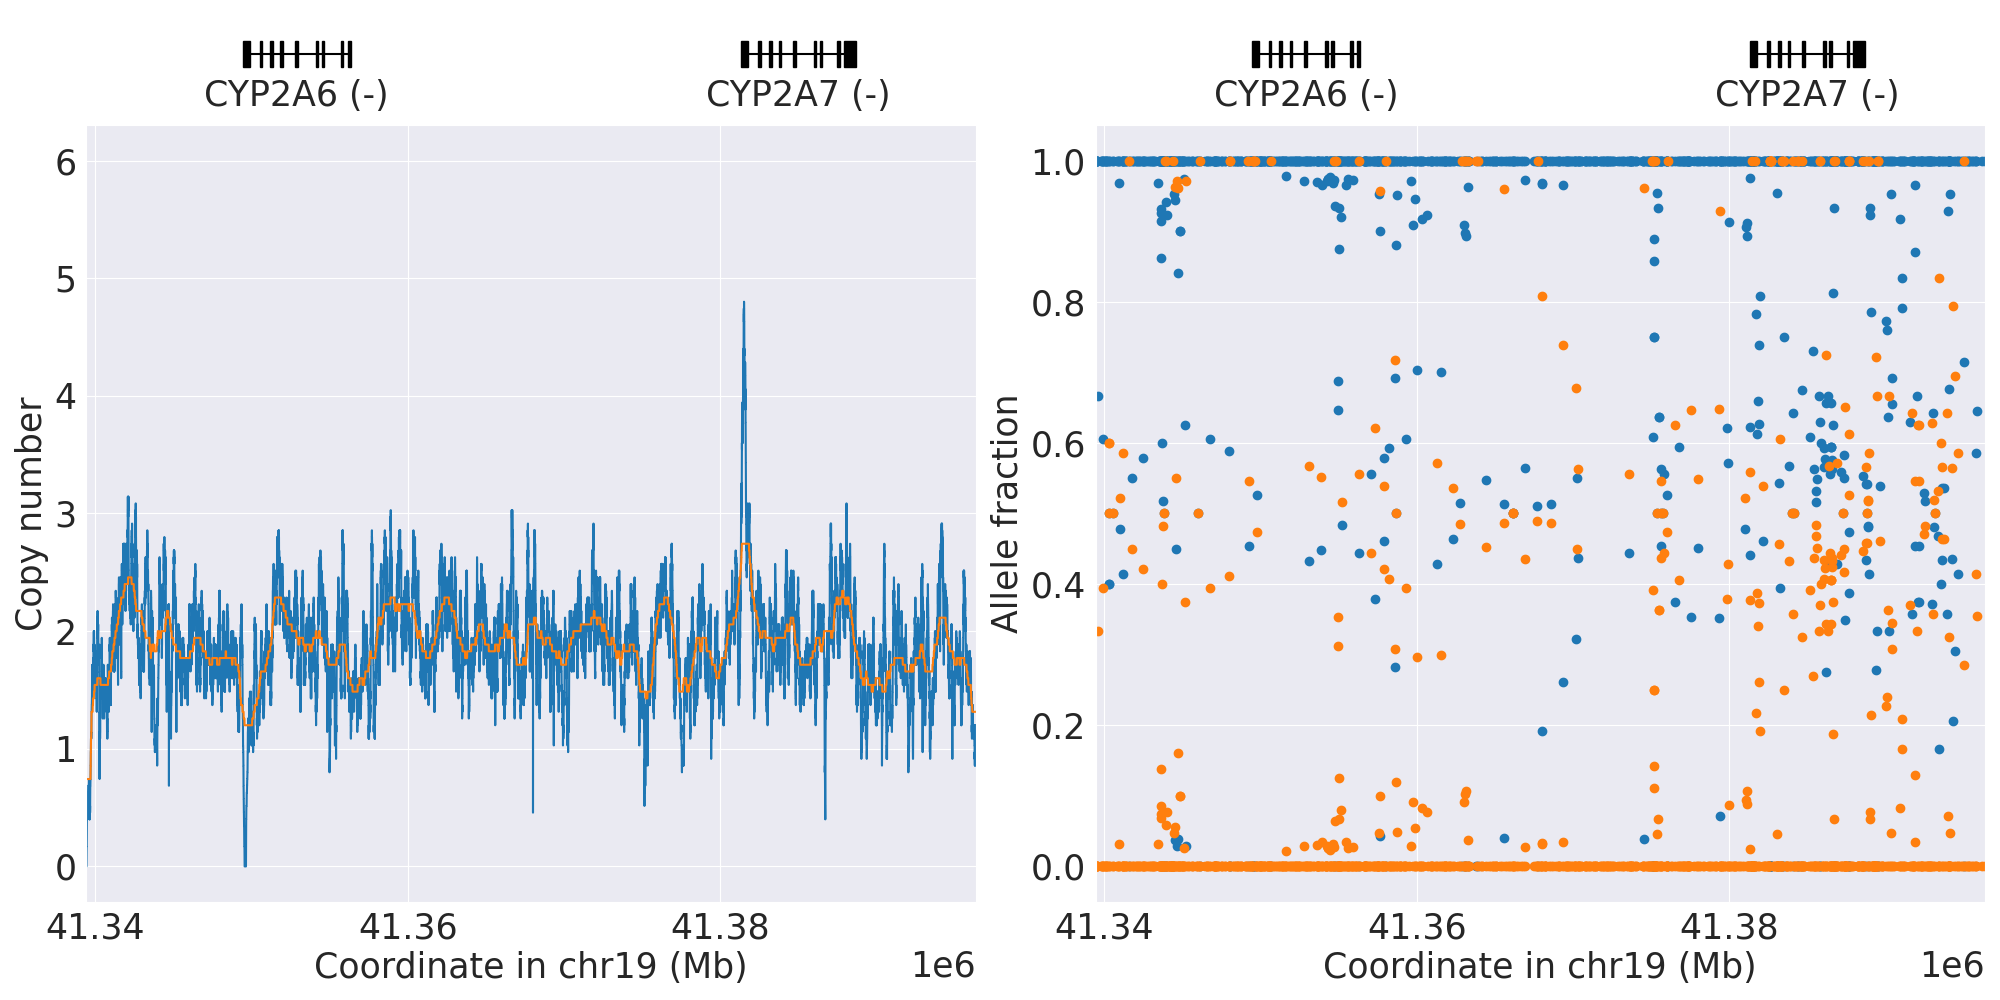 CYP2A6 (-)
CYP2A7 (-)
6
5
4
3
2
1
0
Copy number
41.34
41.36
41.38
Coordinate in chr19 (Mb)
1e6
CYP2A6 (-)
CYP2A7 (-)
1.0
0.8
0.6
0.4
0.2
0.0
Allele fraction
41.34
41.36
41.38
Coordinate in chr19 (Mb)
1e6